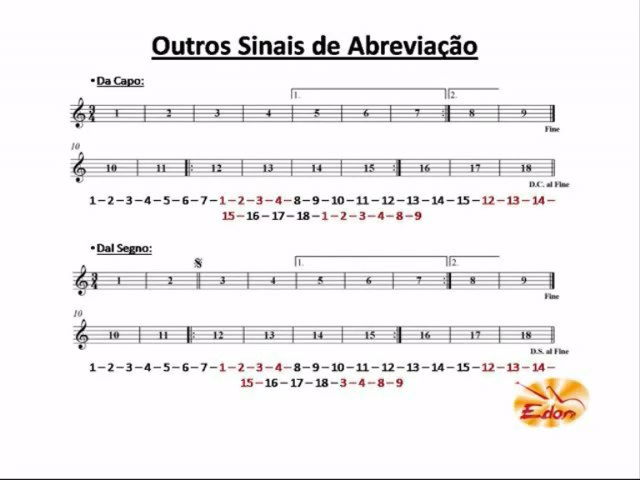 Outros Sinais de Abreviação
• Da Capo:
1. 2.
3 4 1 2 3 4 5 6 7 8 9
Fine
10
10 11 12 13 14 15 16 17 18
D.C. al Fine
1 – 2 – 3 – 4 – 5 – 6 – 7 – 1 – 2 – 3 – 4 – 8 – 9 – 10 – 11 – 12 – 13 – 14 – 15 – 12 – 13 – 14 –
15 – 16 – 17 – 18 – 1 – 2 – 3 – 4 – 8 – 9
• Dal Segno:
1. 2.
3 4 1 2 3 4 5 6 7 8 9
Fine
10
10 11 12 13 14 15 16 17 18
D.S. al Fine
1 – 2 – 3 – 4 – 5 – 6 – 7 – 1 – 2 – 3 – 4 – 8 – 9 – 10 – 11 – 12 – 13 – 14 – 15 – 12 – 13 – 14 –
15 – 16 – 17 – 18 – 3 – 4 – 8 – 9
Edon